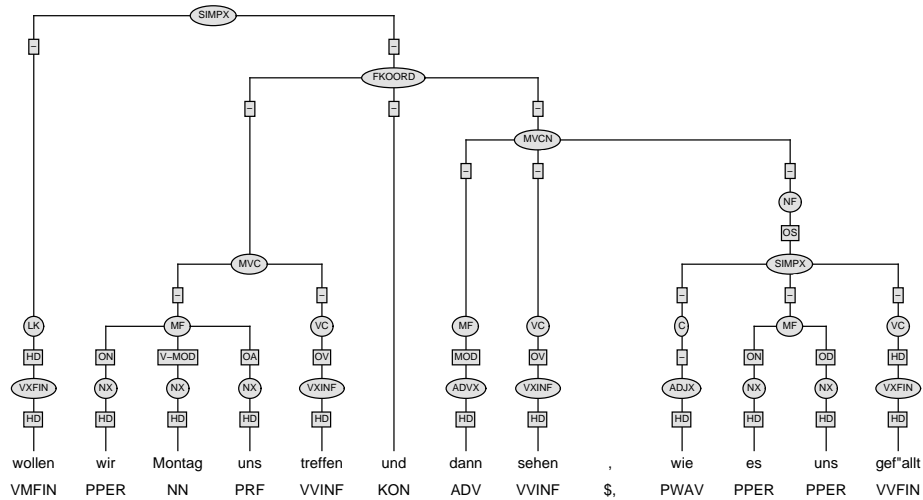 SIMPX
– –
FKOORD
– – –
MVCN
– – –
NF
OS
MVC SIMPX
– – – – –
LK MF VC MF VC C MF VC
HD ON V–MOD OA OV MOD OV – ON OD HD
VXFIN NX NX NX VXINF ADVX VXINF ADJX NX NX VXFIN
HD HD HD HD HD HD HD HD HD HD HD
wollen wir Montag uns treffen und dann sehen , wie es uns gef"allt
VMFIN PPER NN PRF VVINF KON ADV VVINF $, PWAV PPER PPER VVFIN